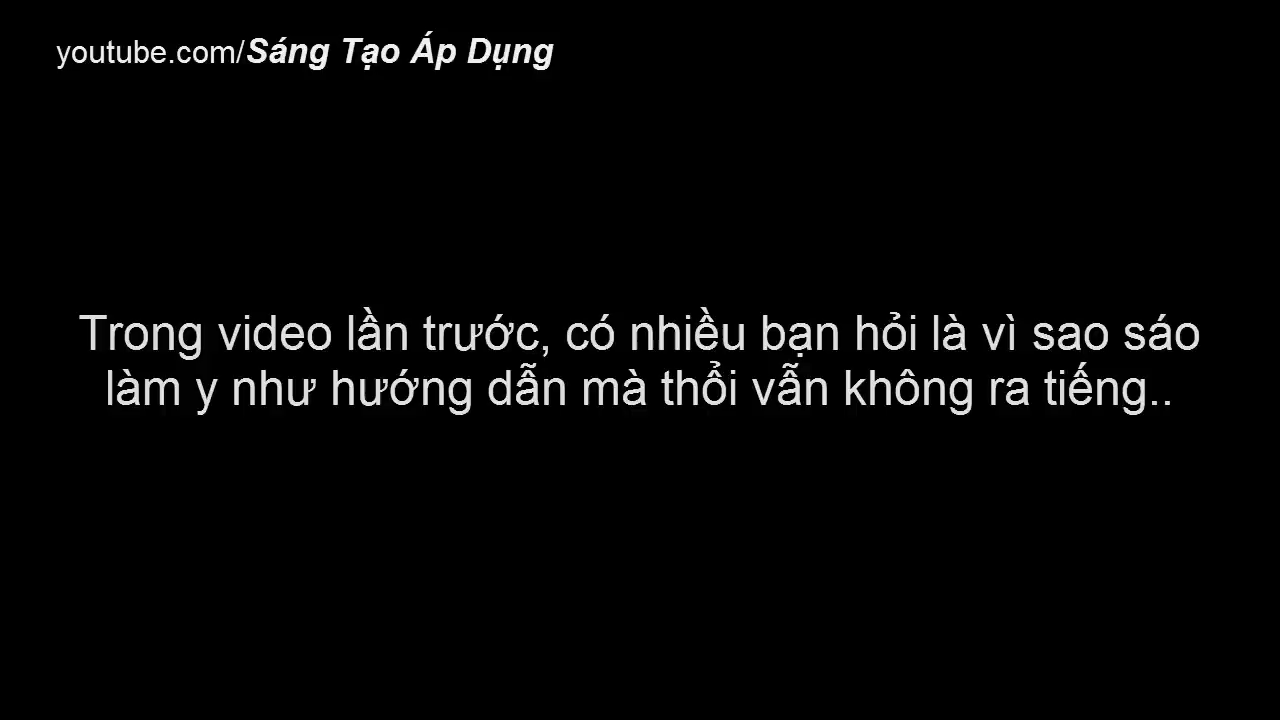 youtube.com/Sáng Tạo Áp Dụng
Trong video lần trước, có nhiều bạn hỏi là vì sao sáo
làm y như hướng dẫn mà thổi vẫn không ra tiếng..